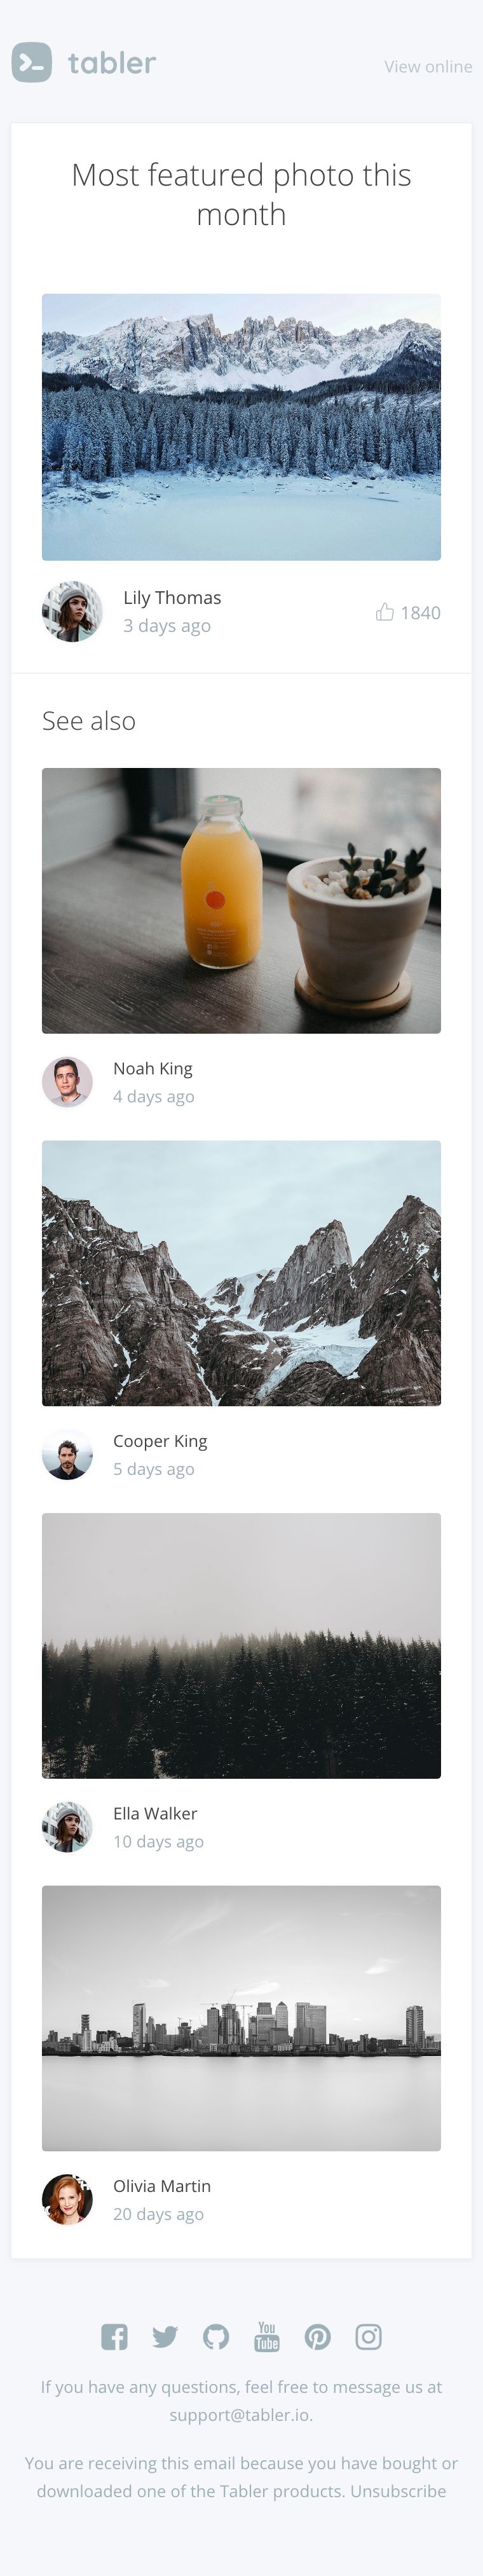 tabler
View online
Most featured photo this
month
Lily Thomas
3 days ago
1840
See also
Noah King
4 days ago
Cooper King
5 days ago
Ella Walker
10 days ago
Olivia Martin
20 days ago
You
Tube
If you have any questions, feel free to message us at
support@tabler.io.
You are receiving this email because you have bought or
downloaded one of the Tabler products. Unsubscribe